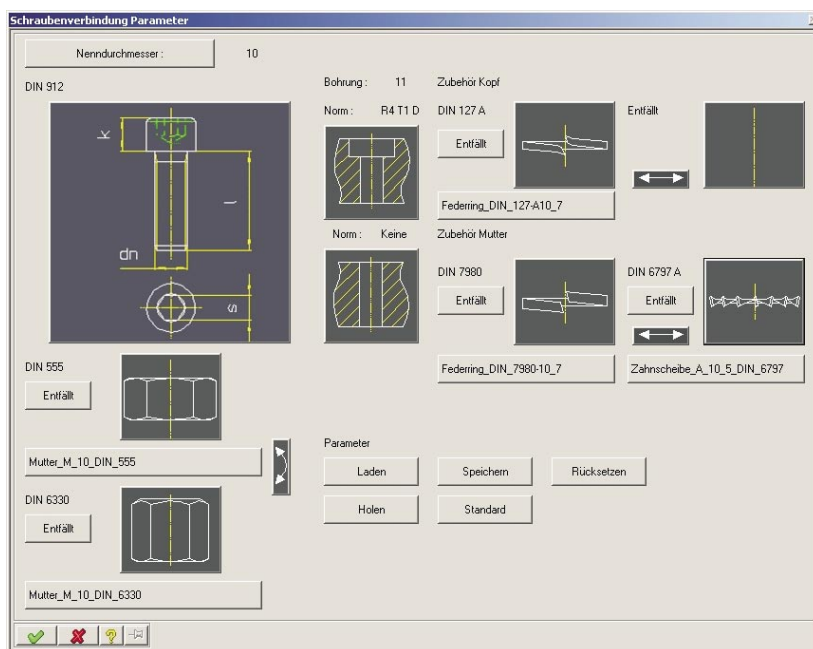 Schraubenverbindung Parameter
Nenndurchmesser :
10
DIN 912
k
l
dn
s
Bohrung :
11
Norm :
R4 T1 D
Norm :
Keine
Zubehör Kopf
DIN 127 A
Entfällt
Federring_DIN_127-A10_7
Entfällt
Zubehör Mutter
DIN 7980
Entfällt
Federring_DIN_7980-10_7
DIN 6797 A
Entfällt
Zahnscheibe_A_10_5_DIN_6797
DIN 555
Entfällt
Mutter_M_10_DIN_555
DIN 6330
Entfällt
Mutter_M_10_DIN_6330
Parameter
Laden
Speichern
Rücksetzen
Holen
Standard